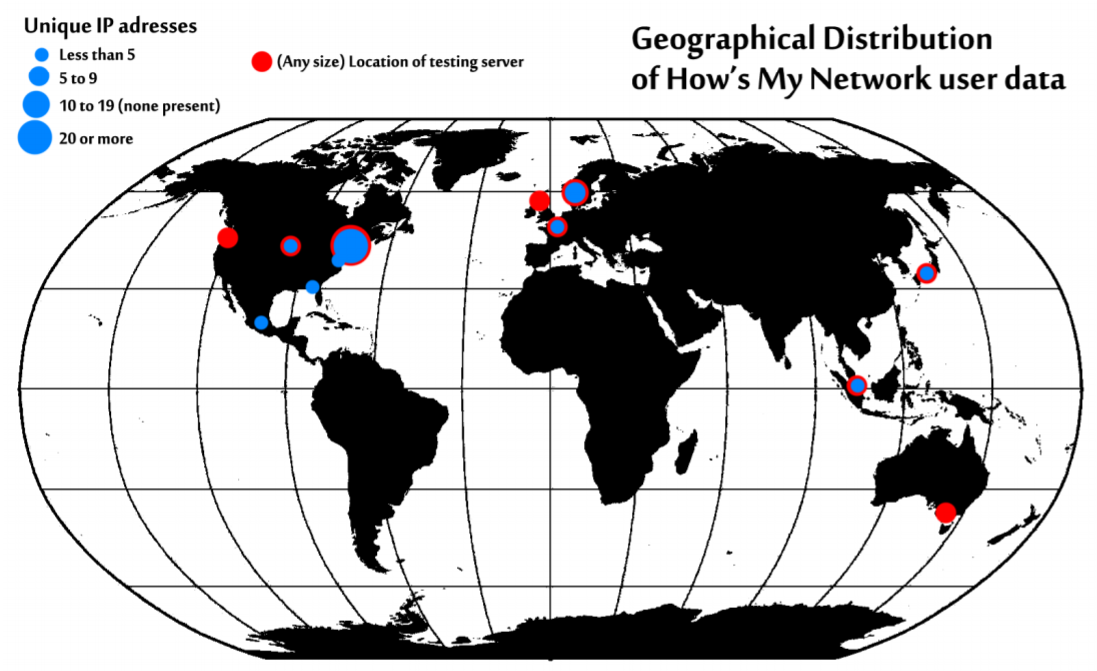 Unique IP adresses
Less than 5
5 to 9
10 to 19 (none present)
20 or more
(Any size) Location of testing server
Geographical Distribution
of How's My Network user data